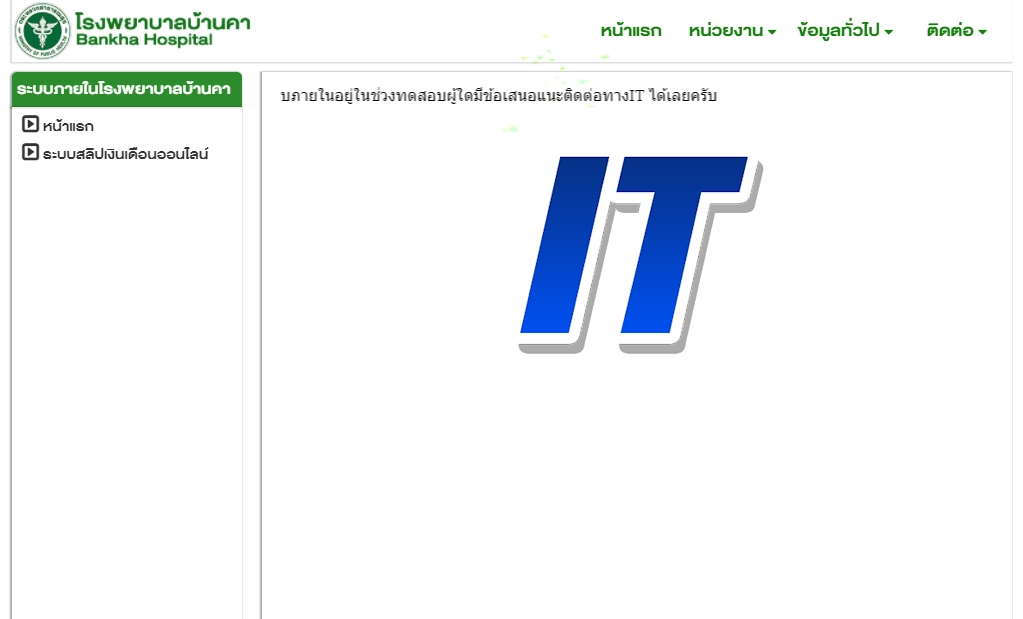 โรงพยาบาลบ้านคา
Bankha Hospital
หน้าแรก หน่วยงาน ข้อมูลทั่วไป ติดต่อ
ระบบภายในโรงพยาบาลบ้านคา
หน้าแรก
ระบบสลิปเงินเดือนออนไลน์
บภายในอยู่ในช่วงทดสอบผู้ใดมีข้อเสนอแนะติดต่อทางIT ได้เลยครับ
IT